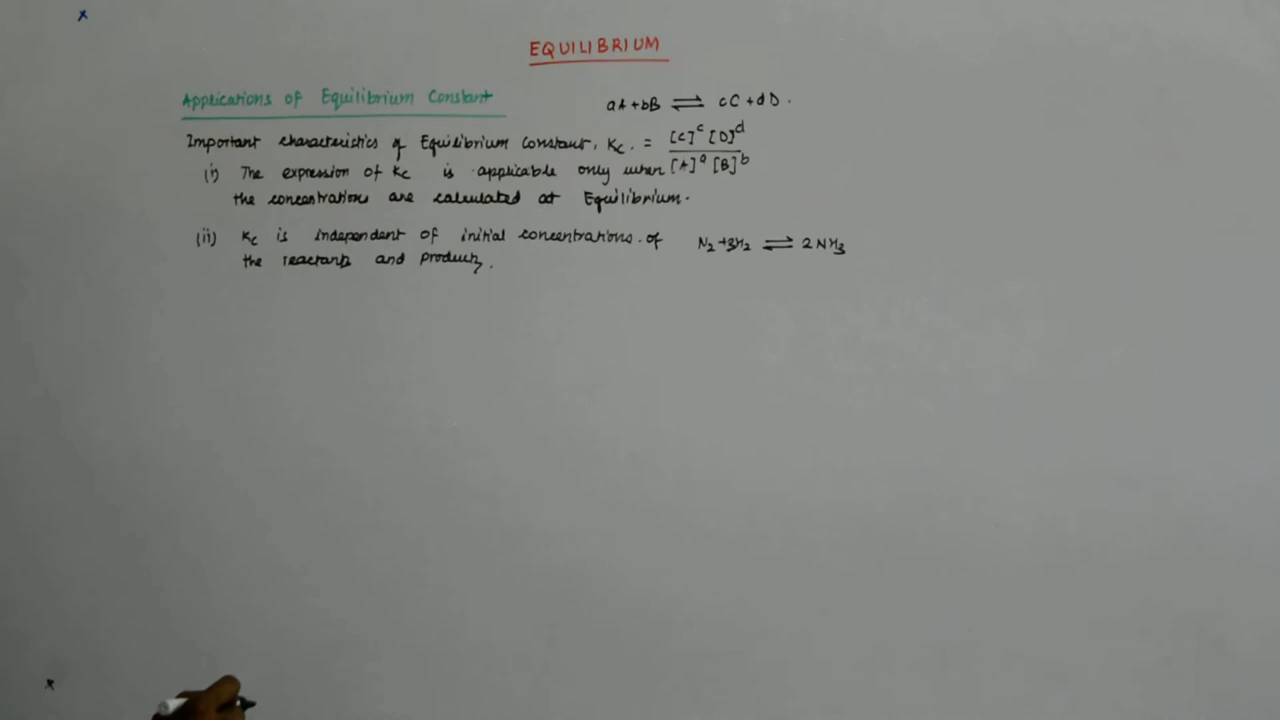 EQUILIBRIUM
Applications of Equilibrium Constant
aA + bB ⇌ cC + dD.
Important characteristics of Equilibrium Constant, Kc. = [C]^c [D]^d / [A]^a [B]^b
(i) The expression of Kc is applicable only when
the concentrations are calculated at Equilibrium.
(ii) Kc is independent of initial concentrations of N₂ + 3H₂ ⇌ 2NH₃
the reactants and products.